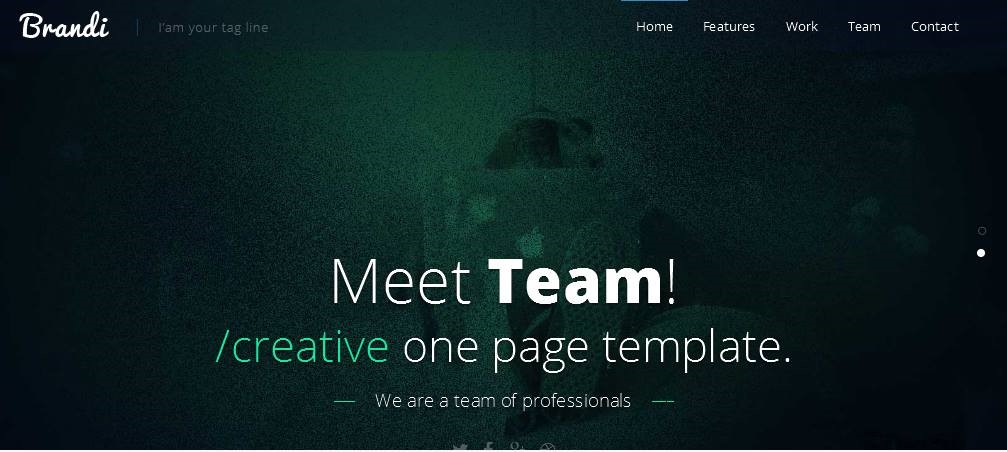 Brandi
I'am your tag line
Home Features Work Team Contact
Meet Team!
/creative one page template.
We are a team of professionals